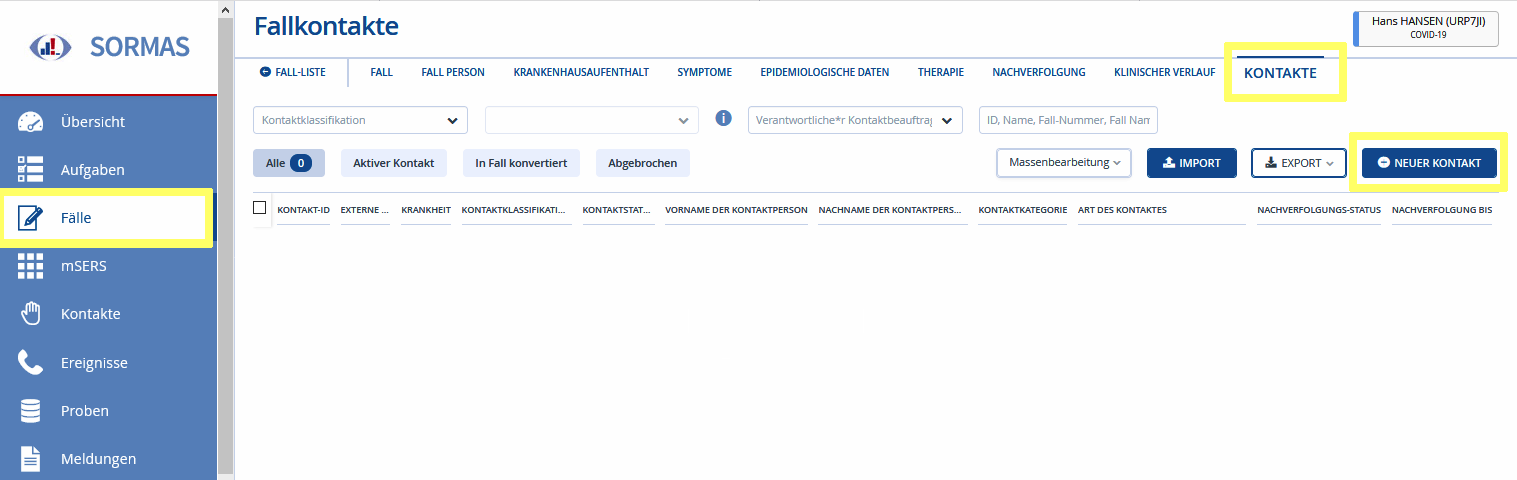 SORMAS
Übersicht
Aufgaben
Fälle
mSERS
Kontakte
Ereignisse
Proben
Meldungen
Fallkontakte
Hans HANSEN (URP7JI)
COVID-19
FALL-LISTE FALL FALL PERSON KRANKENHAUSAUFENTHALT SYMPTOME EPIDEMIOLOGISCHE DATEN THERAPIE NACHVERFOLGUNG KLINISCHER VERLAUF KONTAKTE
Kontaktklassifikation Verantwortliche*r Kontaktbeauftrag ID, Name, Fall-Nummer, Fall Nam
Alle 0 Aktiver Kontakt In Fall konvertiert Abgebrochen Massenbearbeitung IMPORT EXPORT NEUER KONTAKT
KONTAKT-ID EXTERNE ... KRANKHEIT KONTAKTKLASSIFIKATI... KONTAKTSTAT... VORNAME DER KONTAKTPERSON NACHNAME DER KONTAKTPERS... KONTAKTKATEGORIE ART DES KONTAKTES NACHVERFOLGUNGS-STATUS NACHVERFOLGUNG BIS